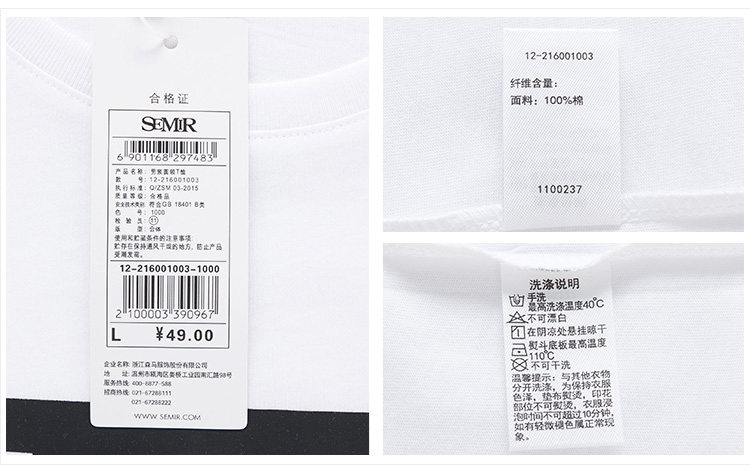 合格证
SEMIR
6 901168 297483
产品名称: 男族圆领T恤
款 号: 12-216001003
执行标准: Q/ZSM 03-2015
质量等级: 合格品
安全技术类别: 符合GB 18401 B类
色 号: 1000
检 验 员: 11
版 型: 合体
使用和贮藏条件的注意事项:
贮存在保持通风干燥的地方,防止产品
受潮发霉。
12-216001003-1000
2 100003 390967
L ¥49.00
企业名称: 浙江森马服饰股份有限公司
地 址: 温州市瓯海区娄桥工业园南汇路98号
服务热线: 400-8877-588
招商热线: 021-67288111
021-67288222
WWW.SEMIR.COM
12-216001003
纤维含量:
面料: 100%棉
1100237
洗涤说明
手洗
最高洗涤温度40℃
不可漂白
在阴凉处悬挂晾干
熨斗底板最高温度
110℃
不可干洗
温馨提示: 与其他衣物
分开洗涤, 为保持衣服
色泽, 垫布熨烫, 印花
部位不可熨烫, 衣服浸
泡时间不可超过10分钟,
如有轻微褪色属正常现
象。